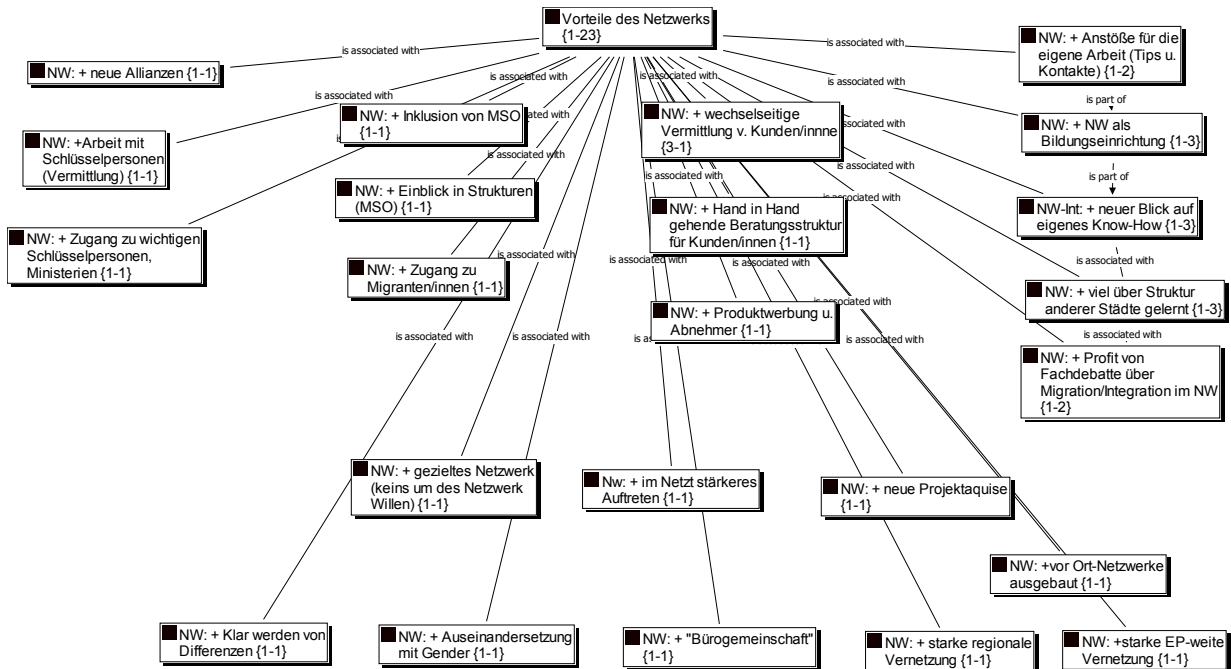 Vorteile des Netzwerks
{1-23}
is associated with
is associated with
NW: + Anstöße für die
eigene Arbeit (Tips u.
Kontakte) {1-2}
NW: + neue Allianzen {1-1}
is associated with
is associated with
is associated with
is associated with
is part of
NW: + Inklusion von MSO
{1-1}
NW: + wechselseitige
Vermittlung v. Kunden/innne
{3-1}
NW: + NW als
Bildungseinrichtung {1-3}
NW: +Arbeit mit
Schlüsselpersonen
(Vermittlung) {1-1}
is associated with
is associated with
is part of
NW: + Einblick in Strukturen
(MSO) {1-1}
NW: + Hand in Hand
gehende Beratungsstruktur
für Kunden/innen {1-1}
NW-Int: + neuer Blick auf
eigenes Know-How {1-3}
NW: + Zugang zu wichtigen
Schlüsselpersonen,
Ministerien {1-1}
is associated with
is associated with
is associated with
NW: + Zugang zu
Migranten/innen {1-1}
NW: + viel über Struktur
anderer Städte gelernt {1-3}
NW: + Produktwerbung u.
Abnehmer {1-1}
is associated with
is associated with
is associated with
is associated with
NW: + Profit von
Fachdebatte über
Migration/Integration im NW
{1-2}
NW: + gezieltes Netzwerk
(keins um des Netzwerk
Willen) {1-1}
Nw: + im Netzt stärkeres
Auftreten {1-1}
NW: + neue Projektaquise
{1-1}
NW: +vor Ort-Netzwerke
ausgebaut {1-1}
NW: + Klar werden von
Differenzen {1-1}
NW: + Auseinandersetzung
mit Gender {1-1}
NW: + "Bürogemeinschaft"
{1-1}
NW: + starke regionale
Vernetzung {1-1}
NW: +starke EP-weite
Vernetzung {1-1}